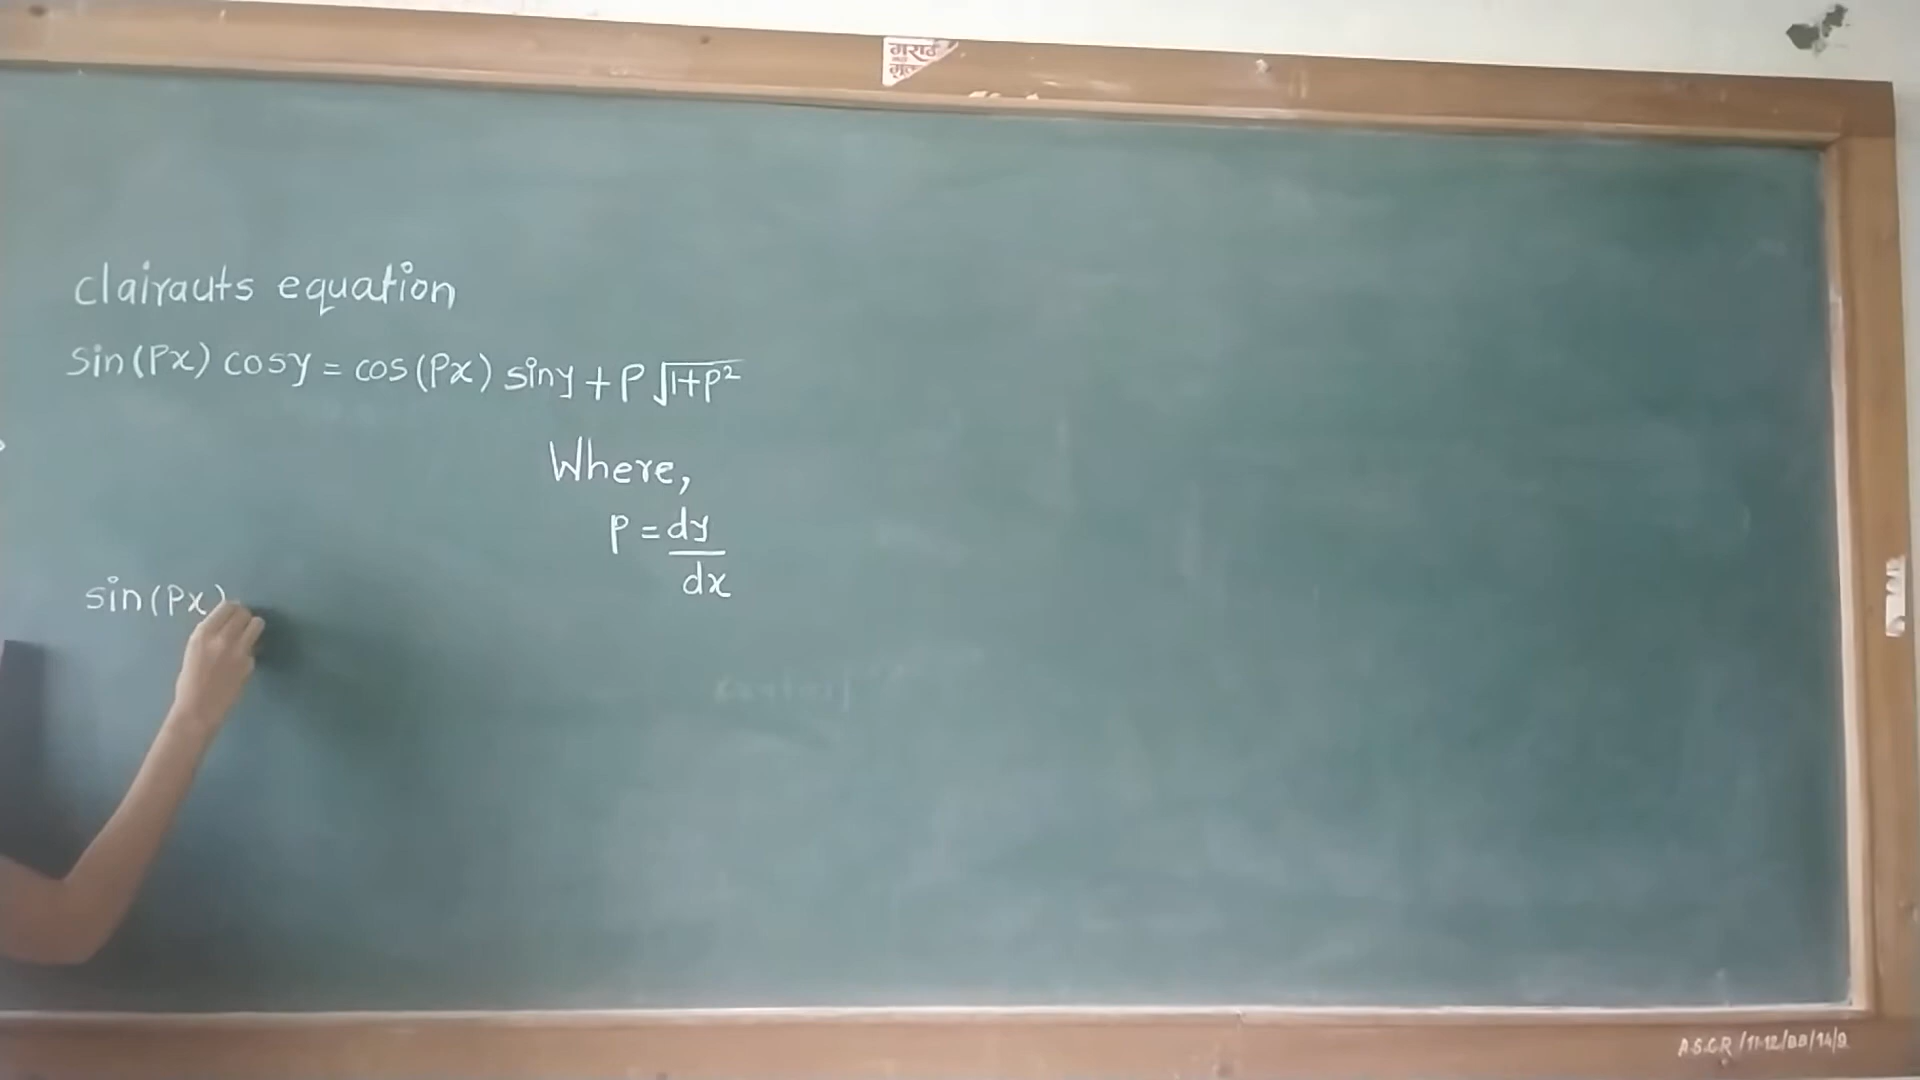 clairauts equation
sin(Px) cosy = cos(Px) siny + P √1+p²
Where,
p = dy
dx
sin(Px)
A.S.C.R /11-12/BB/14/9